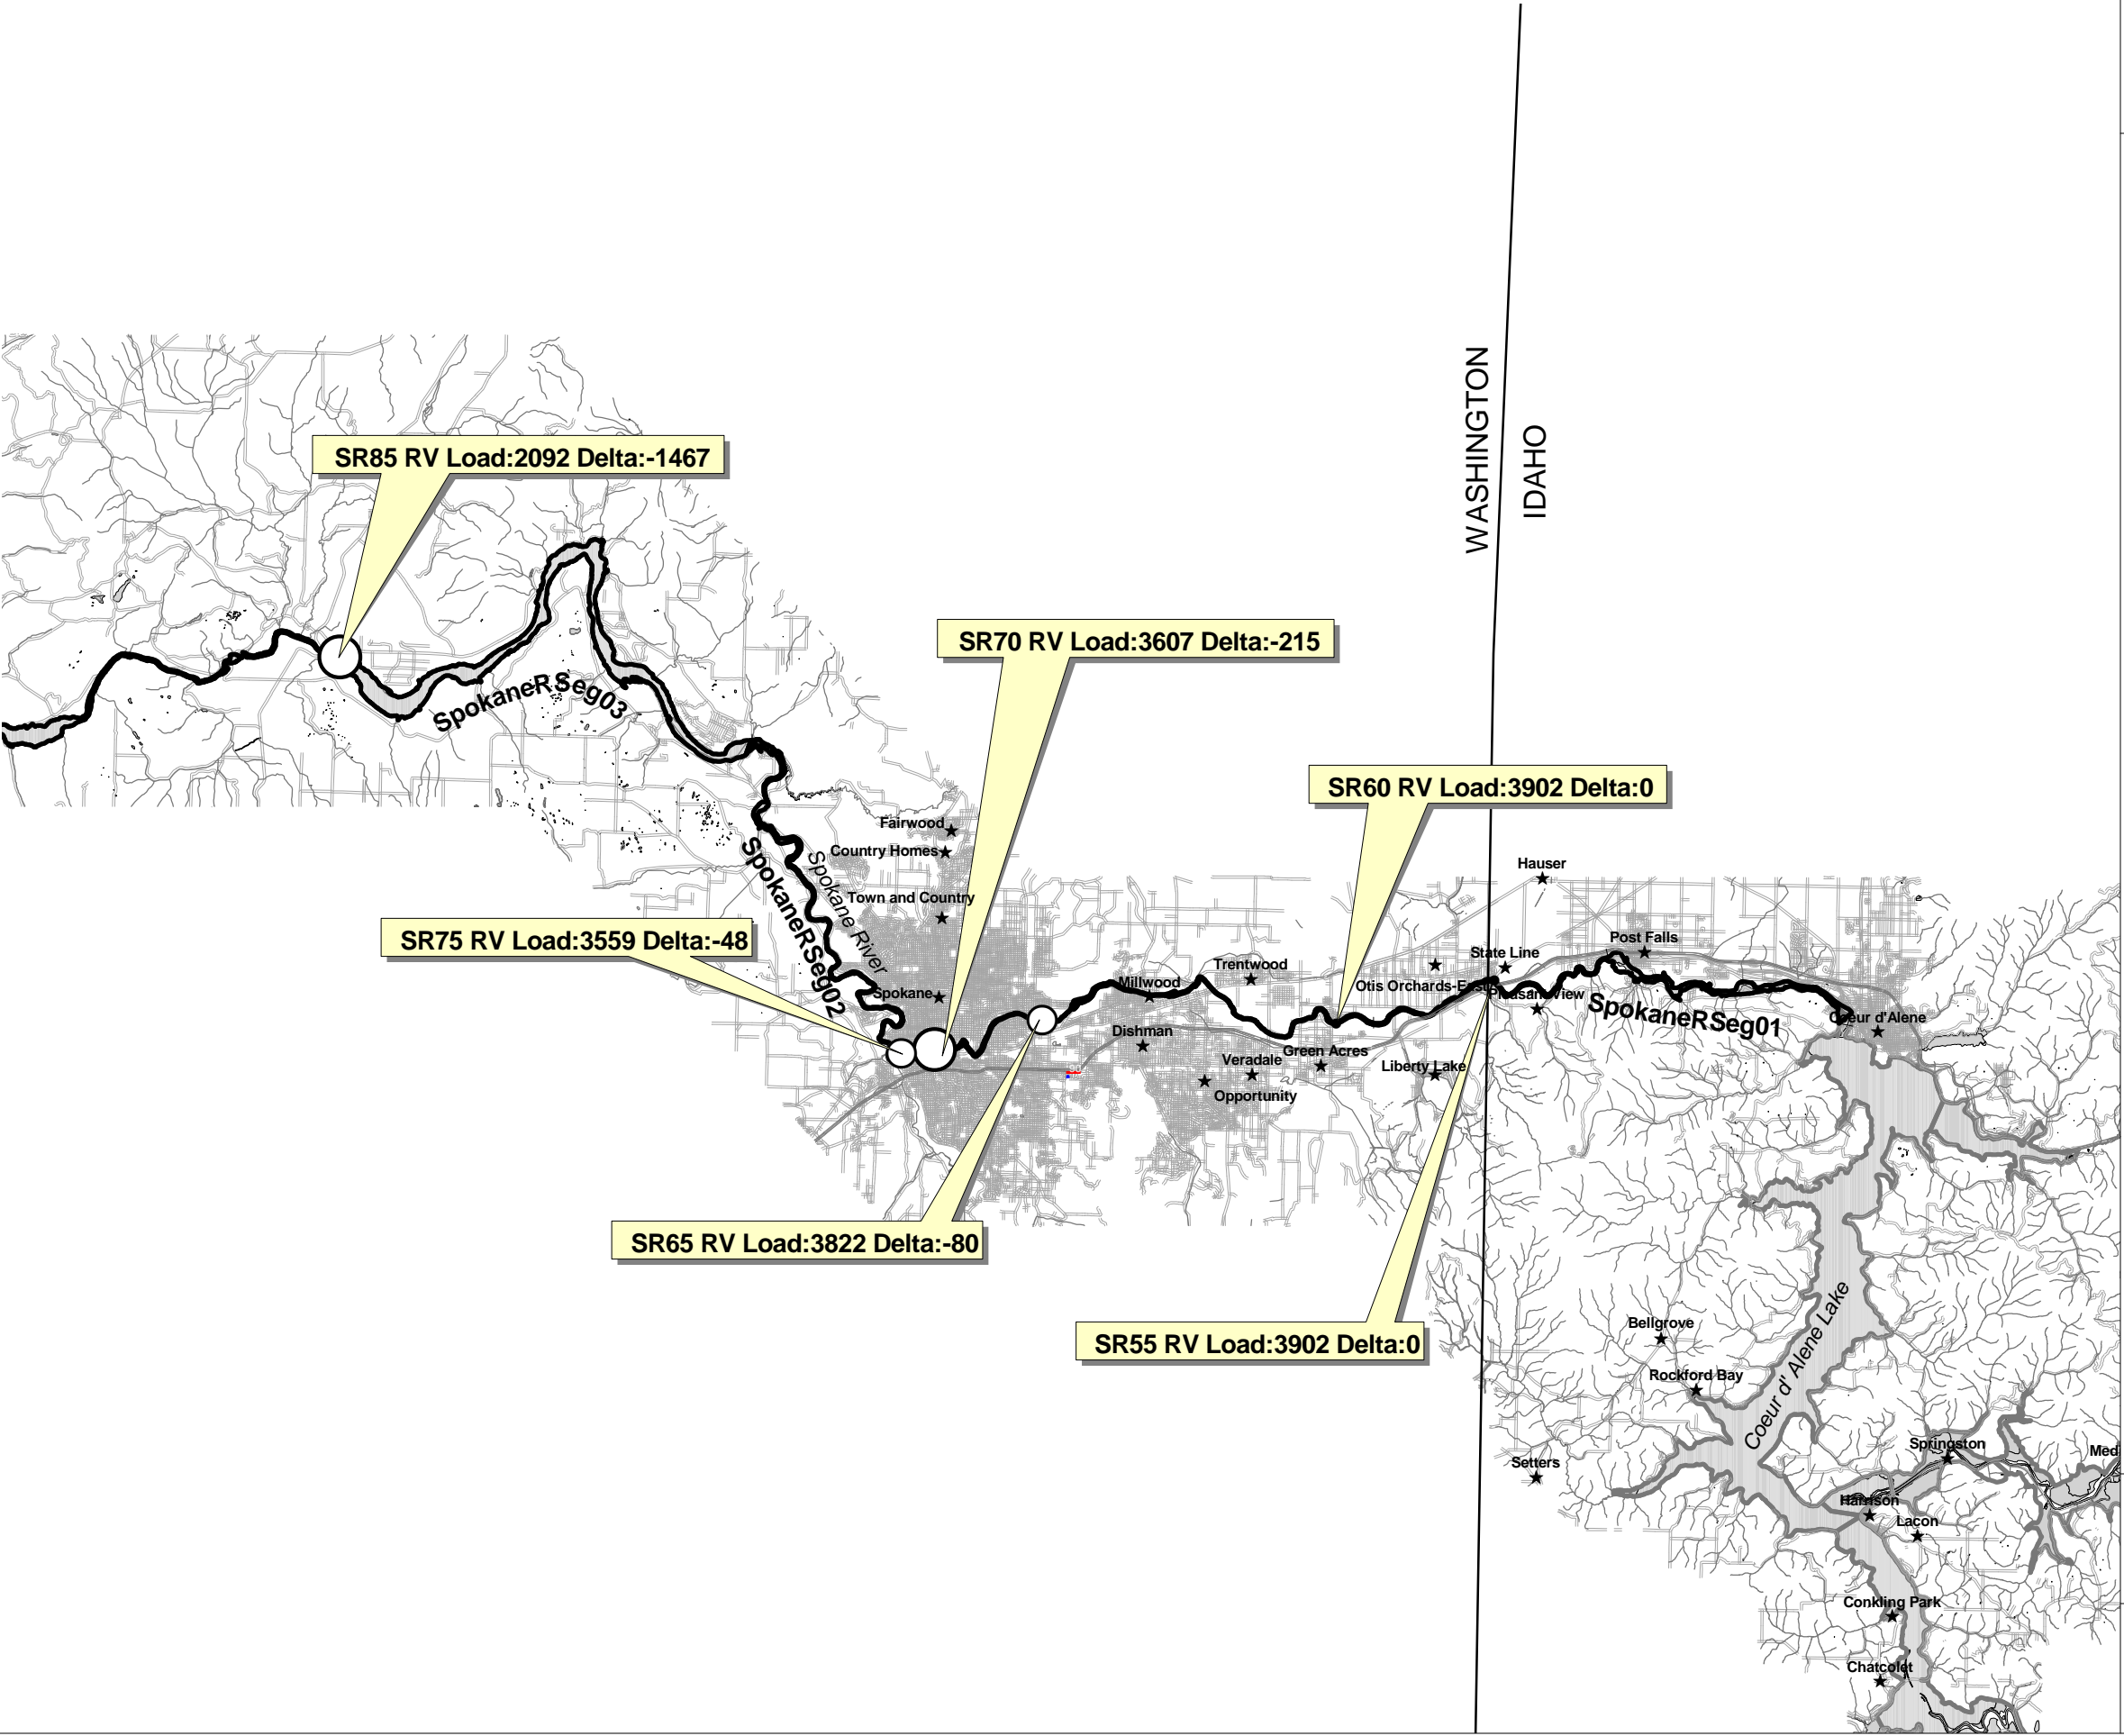 WASHINGTON
IDAHO
SR85 RV Load:2092 Delta:-1467
SR70 RV Load:3607 Delta:-215
SpokaneRSeg03
SR60 RV Load:3902 Delta:0
Fairwood
Country Homes
Spokane River
SpokaneRSeg02
Town and Country
Hauser
SR75 RV Load:3559 Delta:-48
Post Falls
State Line
Trentwood
Millwood
Otis Orchards-East
Pleasant View
Spokane
SpokaneRSeg01
Coeur d'Alene
Dishman
Green Acres
Veradale
Liberty Lake
Opportunity
SR65 RV Load:3822 Delta:-80
SR55 RV Load:3902 Delta:0
Bellgrove
Rockford Bay
Coeur d' Alene Lake
Springston
Med
Setters
Harrison
Lacon
Conkling Park
Chatcolet